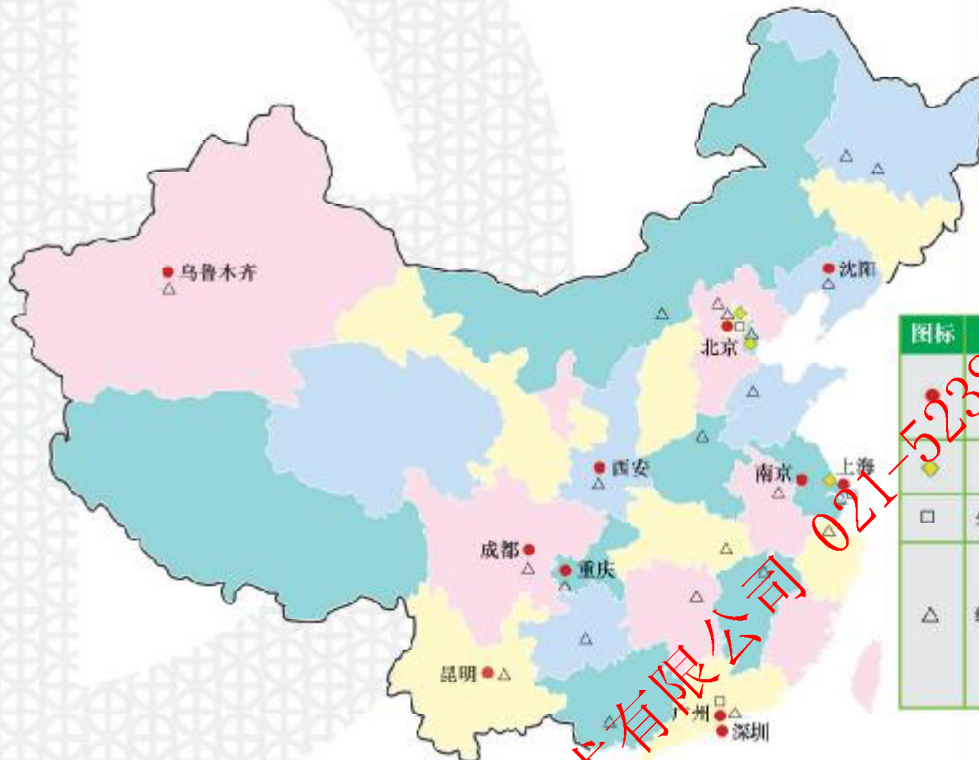 乌鲁木齐
沈阳
北京
图标
西安
南京
上海
成都
重庆
昆明
广州
深圳
有限公司 021-523